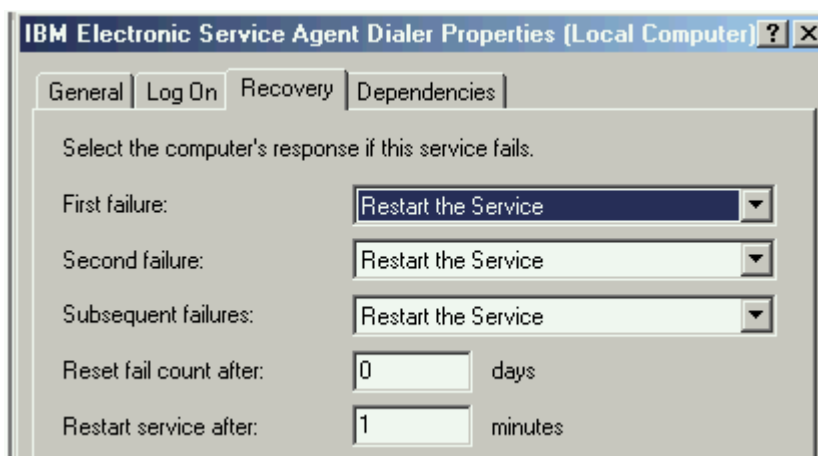 IBM Electronic Service Agent Dialer Properties (Local Computer) ? X
General Log On Recovery Dependencies
Select the computer's response if this service fails.
First failure: Restart the Service
Second failure: Restart the Service
Subsequent failures: Restart the Service
Reset fail count after: 0 days
Restart service after: 1 minutes